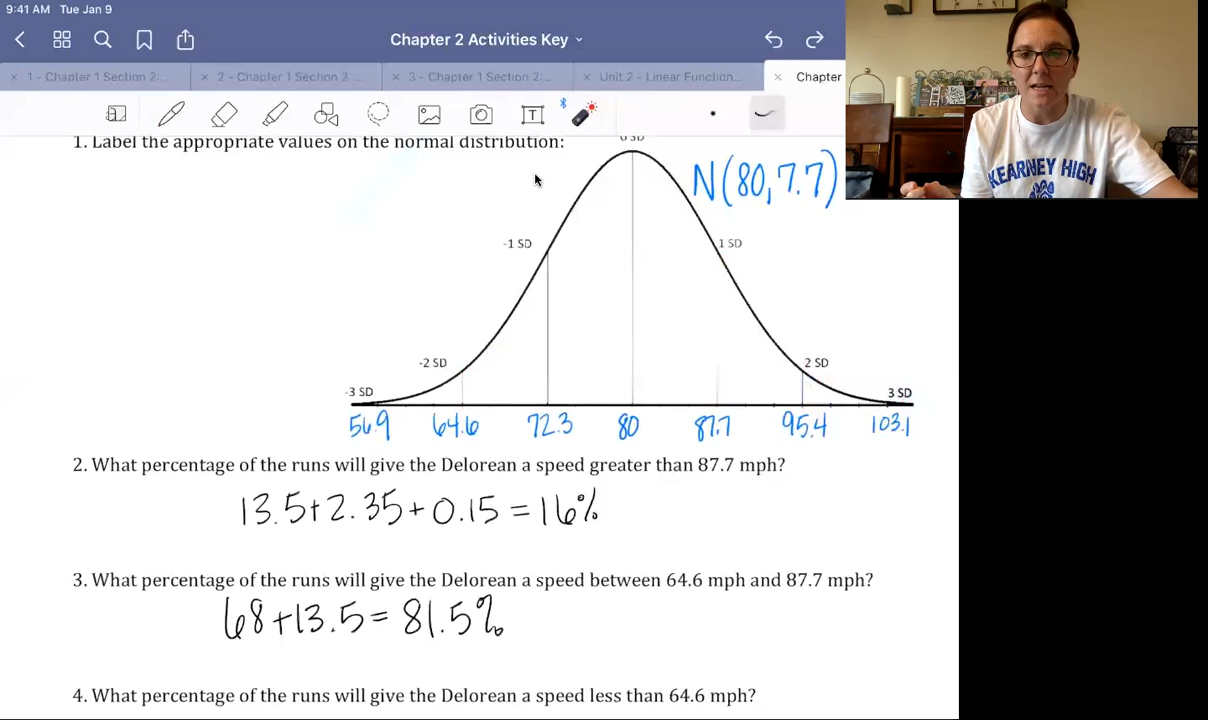 9:41 AM Tue Jan 9
Chapter 2 Activities Key
1 - Chapter 1 Section 2:...
2 - Chapter 1 Section 2 ...
3 - Chapter 1 Section 2:...
Unit 2 - Linear Function...
Chapter
T
1. Label the appropriate values on the normal distribution:
0 SD
N(80,7.7)
KEARNEY HIGH
-1 SD
1 SD
-2 SD
2 SD
-3 SD
3 SD
56.9 64.6 72.3 80 87.7 95.4 103.1
2. What percentage of the runs will give the Delorean a speed greater than 87.7 mph?
13.5+2.35+0.15=16%
3. What percentage of the runs will give the Delorean a speed between 64.6 mph and 87.7 mph?
68+13.5=81.5%
4. What percentage of the runs will give the Delorean a speed less than 64.6 mph?